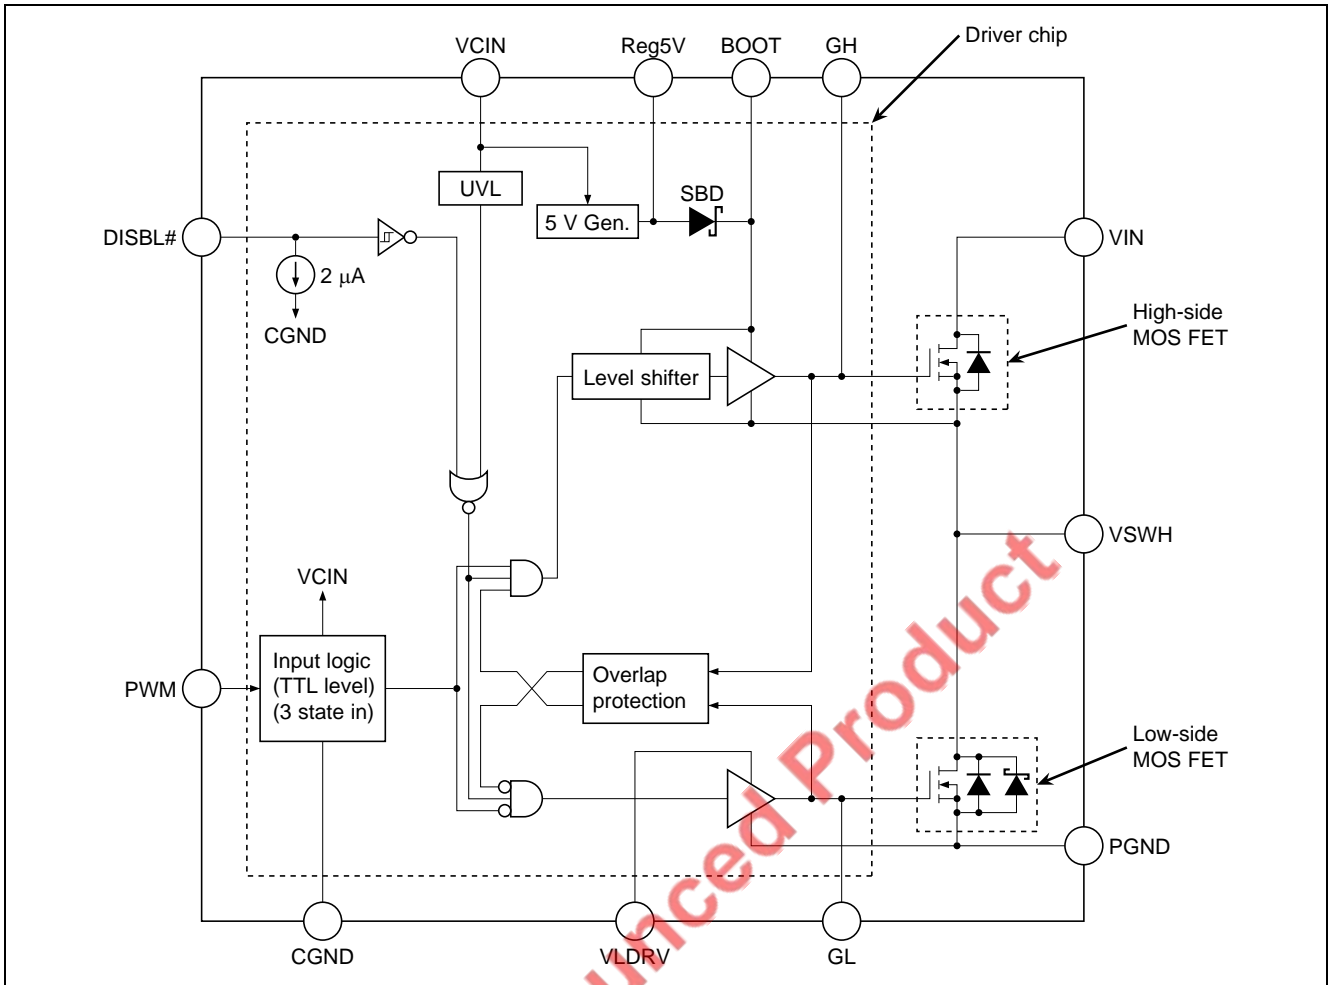 VCIN
Reg5V
BOOT
GH
Driver chip
UVL
SBD
5 V Gen.
DISBL#
2 μA
CGND
VIN
High-side
MOS FET
Level shifter
VSWH
VCIN
Input logic
(TTL level)
(3 state in)
PWM
Overlap
protection
Low-side
MOS FET
PGND
CGND
VLDRV
GL
unced Product